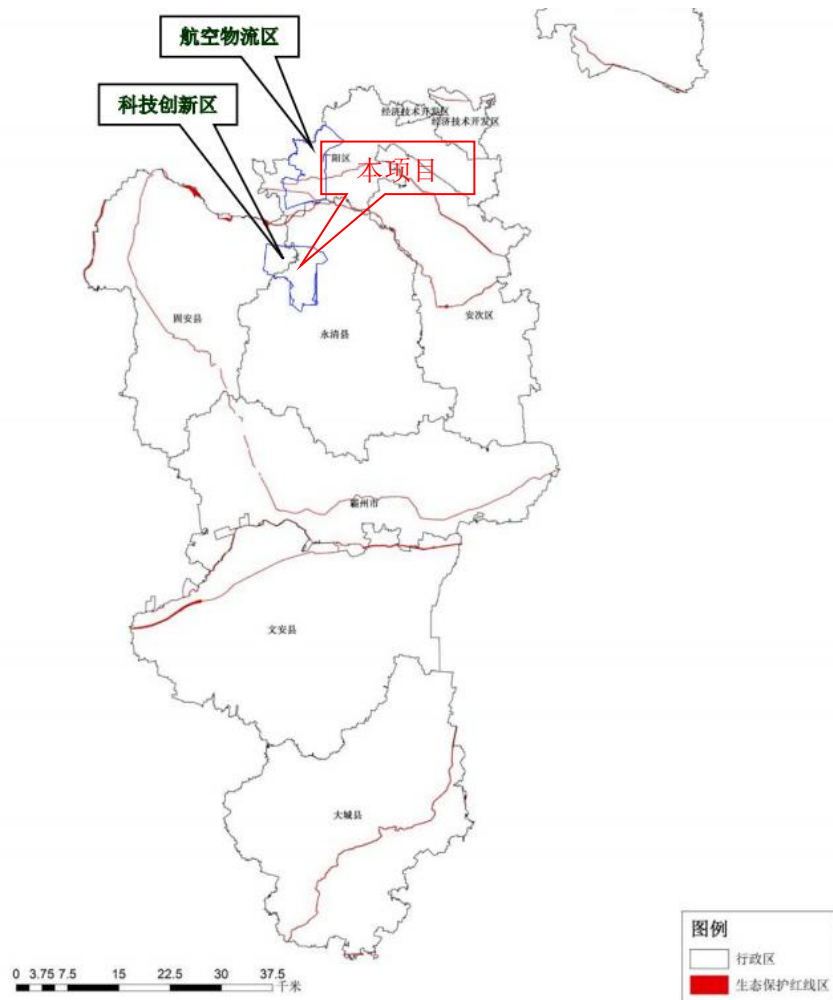 航空物流区
科技创新区
经济技术开发区
经济技术开发区
阳区
本项目
固安县
永清县
安次区
霸州市
文安县
大城县
图例
行政区
生态保护红线区
0 3.75 7.5 15 22.5 30 37.5
千米